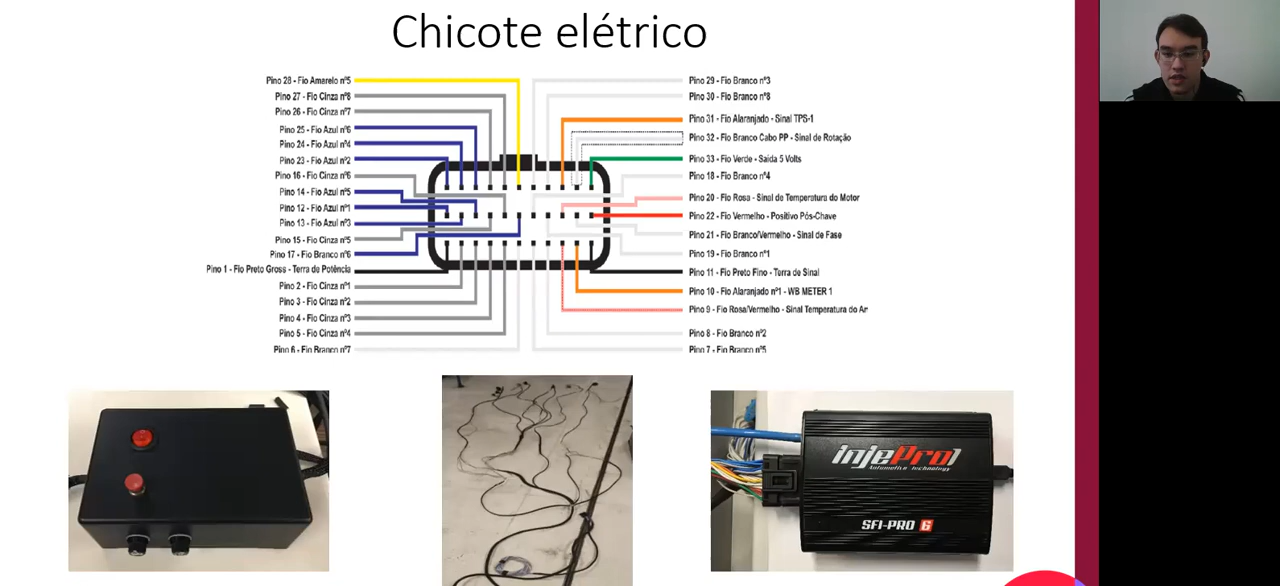 Chicote elétrico
Pino 28 - Fio Amarelo nº5
Pino 27 - Fio Cinza nº8
Pino 26 - Fio Cinza nº7
Pino 25 - Fio Azul nº6
Pino 24 - Fio Azul nº4
Pino 23 - Fio Azul nº2
Pino 16 - Fio Cinza nº6
Pino 14 - Fio Azul nº5
Pino 12 - Fio Azul nº1
Pino 13 - Fio Azul nº3
Pino 15 - Fio Cinza nº5
Pino 17 - Fio Branco nº6
Pino 1 - Fio Preto Gross - Terra de Potência
Pino 2 - Fio Cinza nº1
Pino 3 - Fio Cinza nº2
Pino 4 - Fio Cinza nº3
Pino 5 - Fio Cinza nº4
Pino 6 - Fio Branco nº7
Pino 29 - Fio Branco nº3
Pino 30 - Fio Branco nº8
Pino 31 - Fio Alaranjado - Sinal TPS-1
Pino 32 - Fio Branco Cabo PP - Sinal de Rotação
Pino 33 - Fio Verde - Saida 5 Volts
Pino 18 - Fio Branco nº4
Pino 20 - Fio Rosa - Sinal de Temperatura do Motor
Pino 22 - Fio Vermelho - Positivo Pós-Chave
Pino 21 - Fio Branco/Vermelho - Sinal de Fase
Pino 19 - Fio Branco nº1
Pino 11 - Fio Preto Fino - Terra de Sinal
Pino 10 - Fio Alaranjado nº1 - WB METER 1
Pino 9 - Fio Rosa/Vermelho - Sinal Temperatura do Ar
Pino 8 - Fio Branco nº2
Pino 7 - Fio Branco nº5
InjePro
Automotive technology
SFI-PRO 6